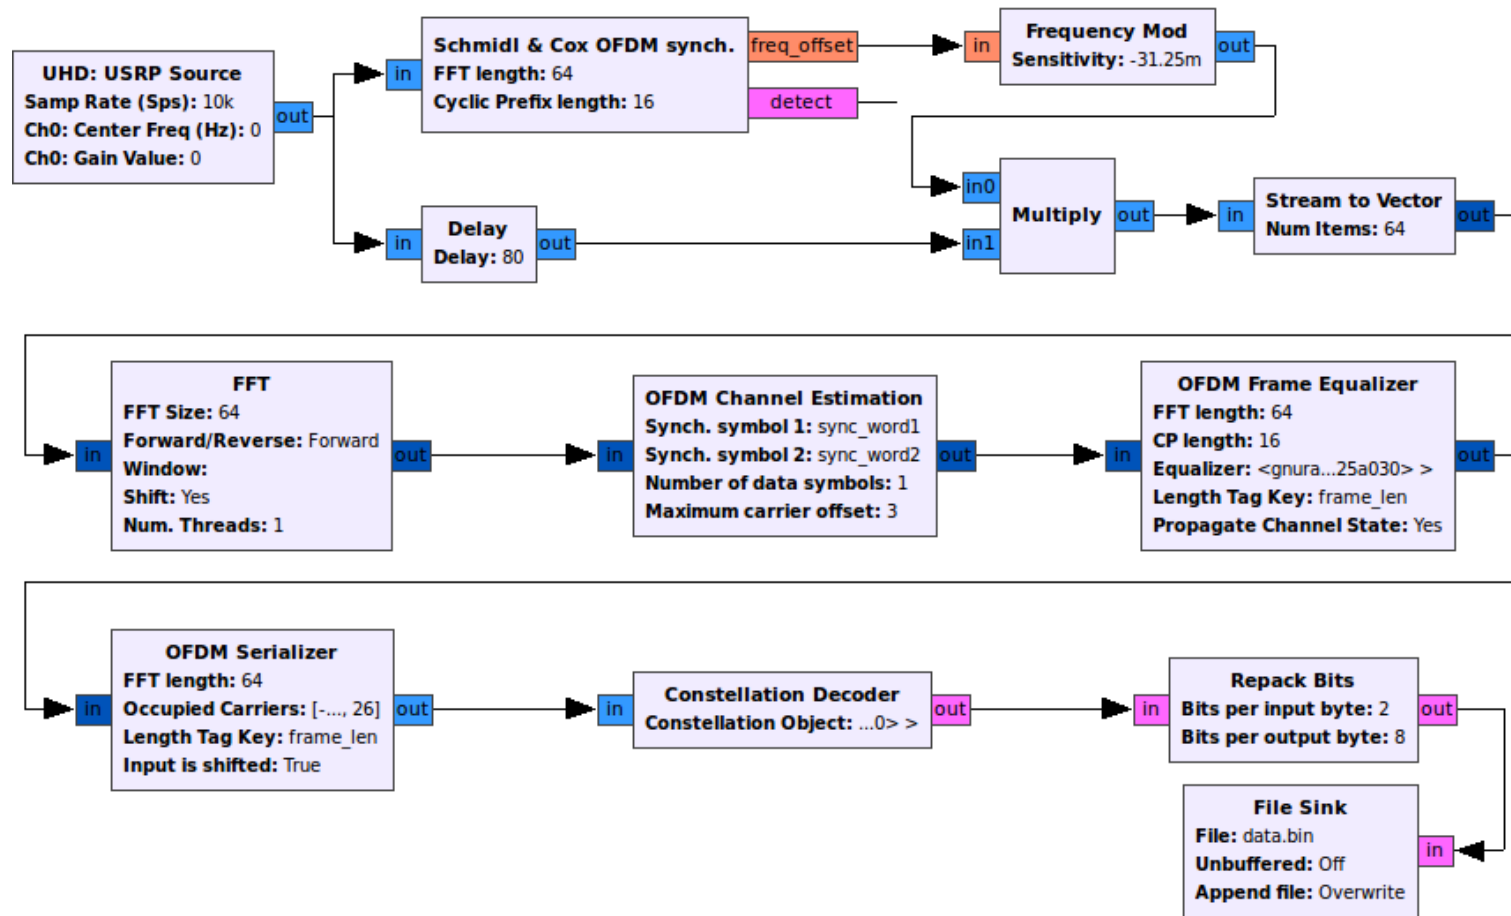 UHD: USRP Source
Samp Rate (Sps): 10k
Ch0: Center Freq (Hz): 0
Ch0: Gain Value: 0
out
in
Schmidl & Cox OFDM synch.
FFT length: 64
Cyclic Prefix length: 16
freq_offset
detect
in
Frequency Mod
Sensitivity: -31.25m
out
in
Delay
Delay: 80
out
in0
in1
Multiply
out
in
Stream to Vector
Num Items: 64
out
in
FFT
FFT Size: 64
Forward/Reverse: Forward
Window:
Shift: Yes
Num. Threads: 1
out
in
OFDM Channel Estimation
Synch. symbol 1: sync_word1
Synch. symbol 2: sync_word2
Number of data symbols: 1
Maximum carrier offset: 3
out
in
OFDM Frame Equalizer
FFT length: 64
CP length: 16
Equalizer: <gnura...25a030> >
Length Tag Key: frame_len
Propagate Channel State: Yes
out
in
OFDM Serializer
FFT length: 64
Occupied Carriers: [-..., 26]
Length Tag Key: frame_len
Input is shifted: True
out
in
Constellation Decoder
Constellation Object: ...0> >
out
in
Repack Bits
Bits per input byte: 2
Bits per output byte: 8
out
File Sink
File: data.bin
Unbuffered: Off
Append file: Overwrite
in